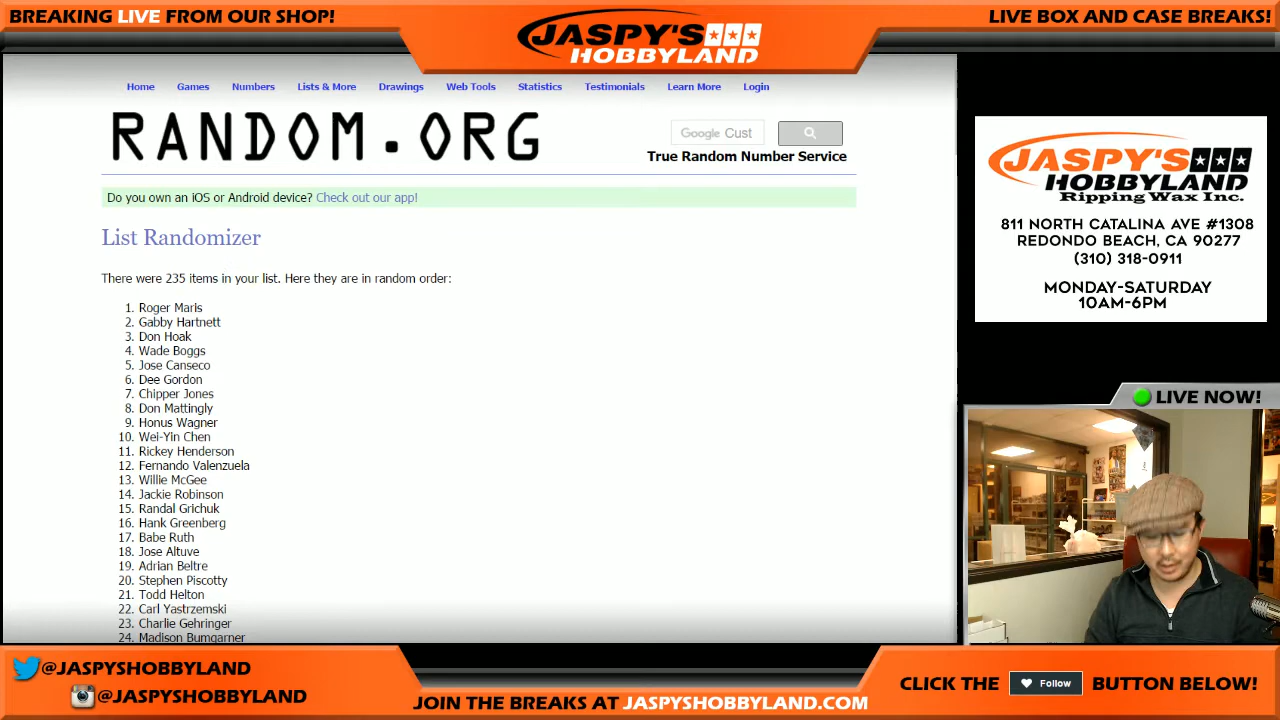 BREAKING LIVE FROM OUR SHOP!
JASPY'S
HOBBYLAND
LIVE BOX AND CASE BREAKS!
Home Games Numbers Lists & More Drawings Web Tools Statistics Testimonials Learn More Login
RANDOM.ORG
Google Cust
True Random Number Service
Do you own an iOS or Android device? Check out our app!
List Randomizer
There were 235 items in your list. Here they are in random order:
1. Roger Maris
2. Gabby Hartnett
3. Don Hoak
4. Wade Boggs
5. Jose Canseco
6. Dee Gordon
7. Chipper Jones
8. Don Mattingly
9. Honus Wagner
10. Wei-Yin Chen
11. Rickey Henderson
12. Fernando Valenzuela
13. Willie McGee
14. Jackie Robinson
15. Randal Grichuk
16. Hank Greenberg
17. Babe Ruth
18. Jose Altuve
19. Adrian Beltre
20. Stephen Piscotty
21. Todd Helton
22. Carl Yastrzemski
23. Charlie Gehringer
24. Madison Bumgarner
JASPY'S
HOBBYLAND
Ripping Wax Inc.
811 NORTH CATALINA AVE #1308
REDONDO BEACH, CA 90277
(310) 318-0911
MONDAY-SATURDAY
10AM-6PM
LIVE NOW!
@JASPYSHOBBYLAND
@JASPYSHOBBYLAND
JOIN THE BREAKS AT JASPYSHOBBYLAND.COM
CLICK THE Follow BUTTON BELOW!